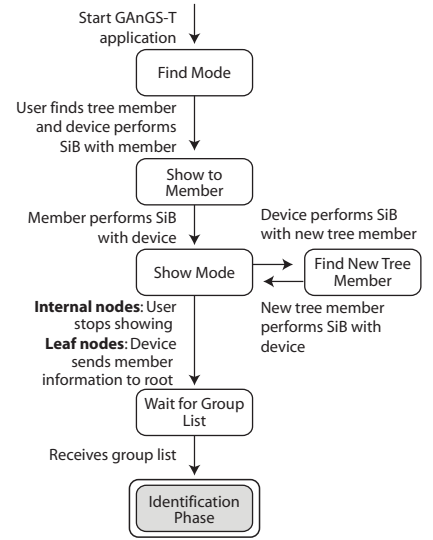 Start GAnGS-T
application
Find Mode
User finds tree member
and device performs
SiB with member
Show to
Member
Member performs SiB
with device
Device performs SiB
with new tree member
Show Mode
Find New Tree
Member
New tree member
performs SiB with
device
Internal nodes: User
stops showing
Leaf nodes: Device
sends member
information to root
Wait for Group
List
Receives group list
Identification
Phase